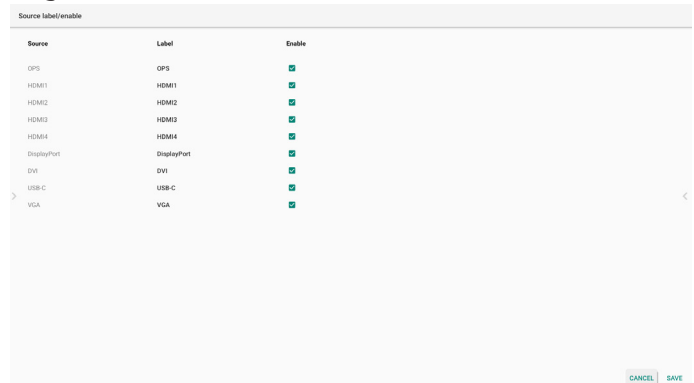 Source label/enable
Source Label Enable
OPS OPS
HDMI1 HDMI1
HDMI2 HDMI2
HDMI3 HDMI3
HDMI4 HDMI4
DisplayPort DisplayPort
DVI DVI
USB-C USB-C
VGA VGA
CANCEL SAVE